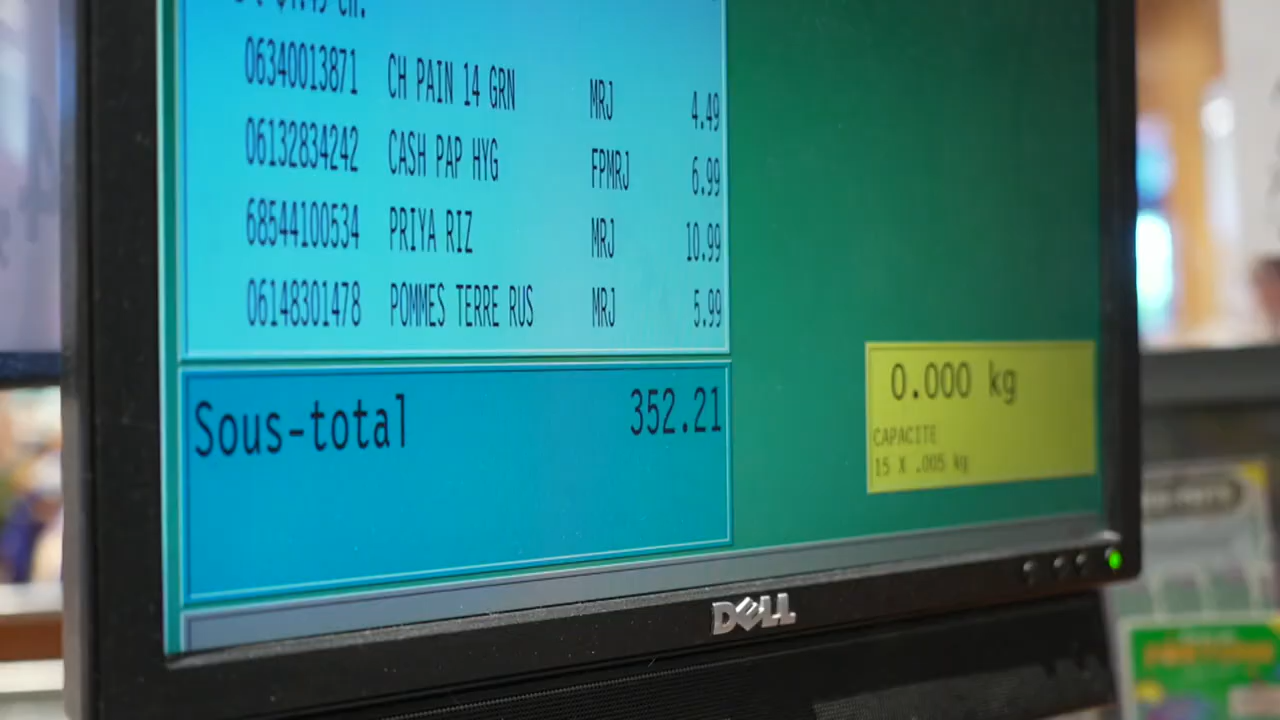 06340013871 CH PAIN 14 GRN MRJ 4.49
06132834242 CASH PAP HYG FPMRJ 6.99
68544100534 PRIYA RIZ MRJ 10.99
06148301478 POMMES TERRE RUS MRJ 5.99
Sous-total 352.21
0.000 kg
CAPACITE
15 X .005 kg
DELL